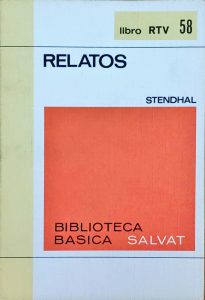 libro RTV 58
RELATOS
STENDHAL
BIBLIOTECA
BASICA SALVAT